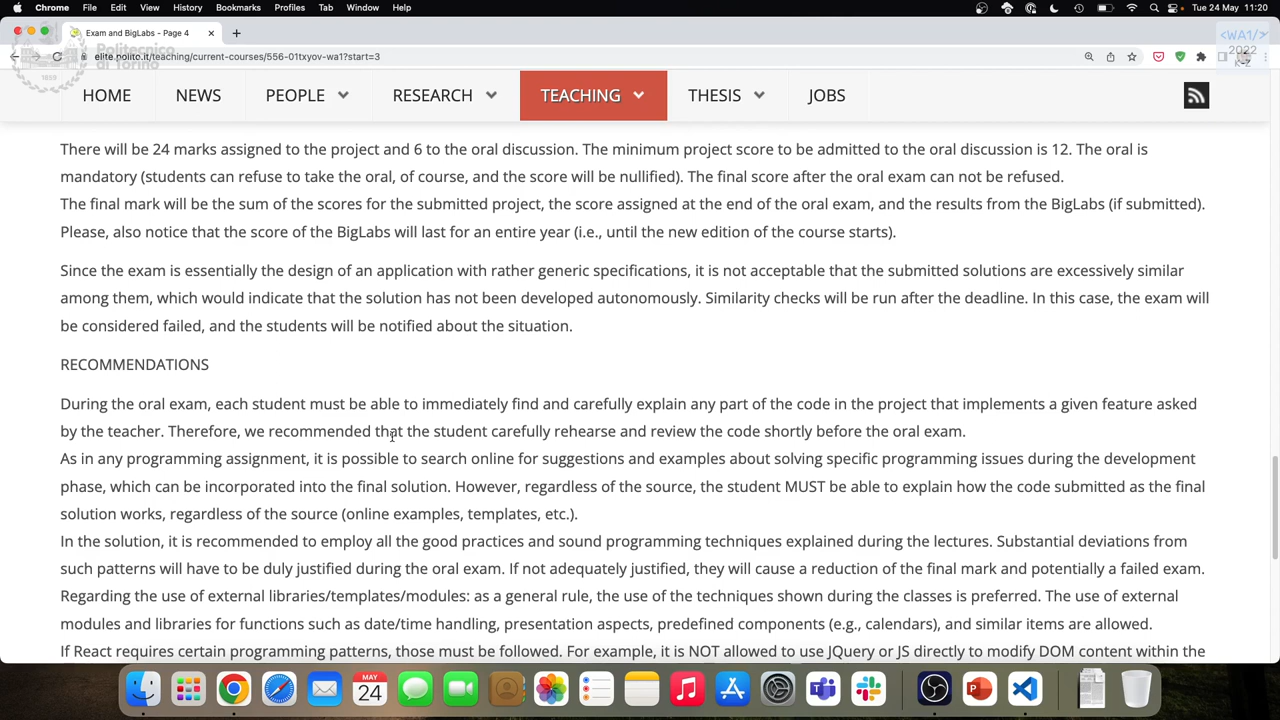 Chrome File Edit View History Bookmarks Profiles Tab Window Help Tue 24 May 11:20
Exam and BigLabs - Page 4
Politecnico
di Torino
1859
elite.polito.it/teaching/current-courses/556-01txyov-wa1?start=3
<WA1/>
2022
K-Z
HOME NEWS PEOPLE RESEARCH TEACHING THESIS JOBS
There will be 24 marks assigned to the project and 6 to the oral discussion. The minimum project score to be admitted to the oral discussion is 12. The oral is
mandatory (students can refuse to take the oral, of course, and the score will be nullified). The final score after the oral exam can not be refused.
The final mark will be the sum of the scores for the submitted project, the score assigned at the end of the oral exam, and the results from the BigLabs (if submitted).
Please, also notice that the score of the BigLabs will last for an entire year (i.e., until the new edition of the course starts).
Since the exam is essentially the design of an application with rather generic specifications, it is not acceptable that the submitted solutions are excessively similar
among them, which would indicate that the solution has not been developed autonomously. Similarity checks will be run after the deadline. In this case, the exam will
be considered failed, and the students will be notified about the situation.
RECOMMENDATIONS
During the oral exam, each student must be able to immediately find and carefully explain any part of the code in the project that implements a given feature asked
by the teacher. Therefore, we recommended that the student carefully rehearse and review the code shortly before the oral exam.
As in any programming assignment, it is possible to search online for suggestions and examples about solving specific programming issues during the development
phase, which can be incorporated into the final solution. However, regardless of the source, the student MUST be able to explain how the code submitted as the final
solution works, regardless of the source (online examples, templates, etc.).
In the solution, it is recommended to employ all the good practices and sound programming techniques explained during the lectures. Substantial deviations from
such patterns will have to be duly justified during the oral exam. If not adequately justified, they will cause a reduction of the final mark and potentially a failed exam.
Regarding the use of external libraries/templates/modules: as a general rule, the use of the techniques shown during the classes is preferred. The use of external
modules and libraries for functions such as date/time handling, presentation aspects, predefined components (e.g., calendars), and similar items are allowed.
If React requires certain programming patterns, those must be followed. For example, it is NOT allowed to use JQuery or JS directly to modify DOM content within the
MAY
24